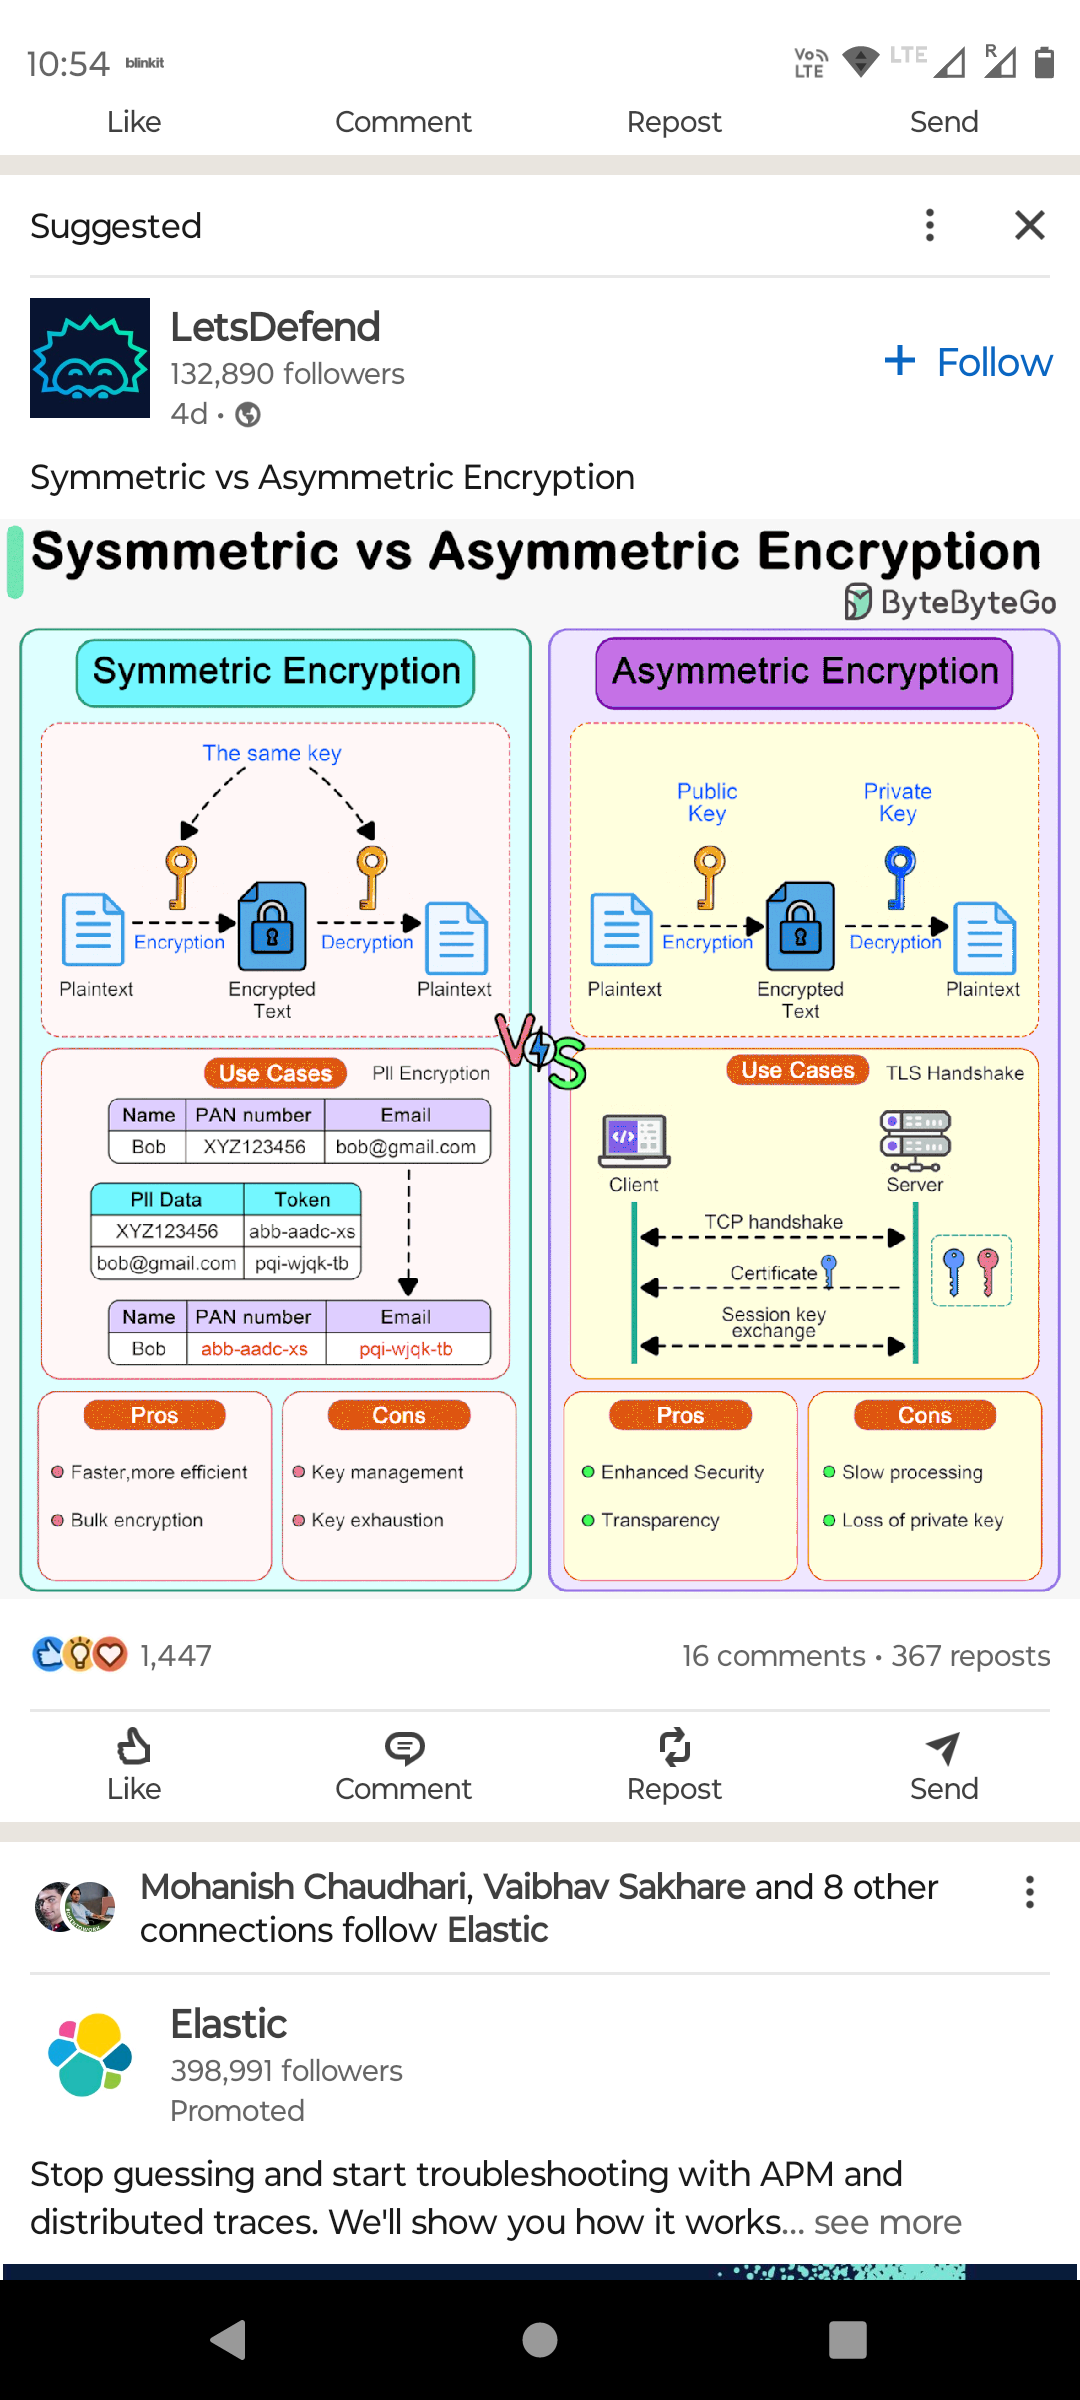 10:54 blinkit Vo LTE LTE R
Like Comment Repost Send
Suggested
LetsDefend
132,890 followers
4d •
+ Follow
Symmetric vs Asymmetric Encryption
Sysmmetric vs Asymmetric Encryption
ByteByteGo
Symmetric Encryption
The same key
Encryption Decryption
Plaintext Encrypted Text Plaintext
Use Cases PII Encryption
Name PAN number Email
Bob XYZ123456 bob@gmail.com
PII Data Token
XYZ123456 abb-aadc-xs
bob@gmail.com pqi-wjqk-tb
Name PAN number Email
Bob abb-aadc-xs pqi-wjqk-tb
Pros
Faster,more efficient
Bulk encryption
Cons
Key management
Key exhaustion
VS
Asymmetric Encryption
Public Key
Private Key
Encryption Decryption
Plaintext Encrypted Text Plaintext
Use Cases TLS Handshake
Client Server
TCP handshake
Certificate
Session key
exchange
Pros
Enhanced Security
Transparency
Cons
Slow processing
Loss of private key
1,447 16 comments • 367 reposts
Like Comment Repost Send
Mohanish Chaudhari, Vaibhav Sakhare and 8 other
connections follow Elastic
Elastic
398,991 followers
Promoted
Stop guessing and start troubleshooting with APM and
distributed traces. We'll show you how it works... see more